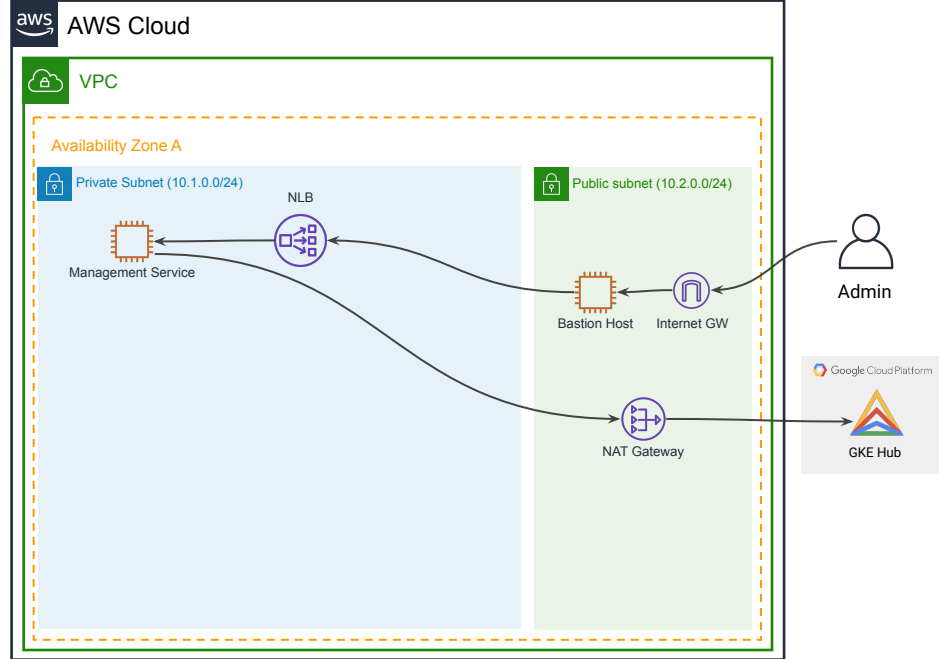 aws
AWS Cloud
VPC
Availability Zone A
Private Subnet (10.1.0.0/24)
Public subnet (10.2.0.0/24)
NLB
Management Service
Bastion Host
Internet GW
Admin
Google Cloud Platform
NAT Gateway
GKE Hub